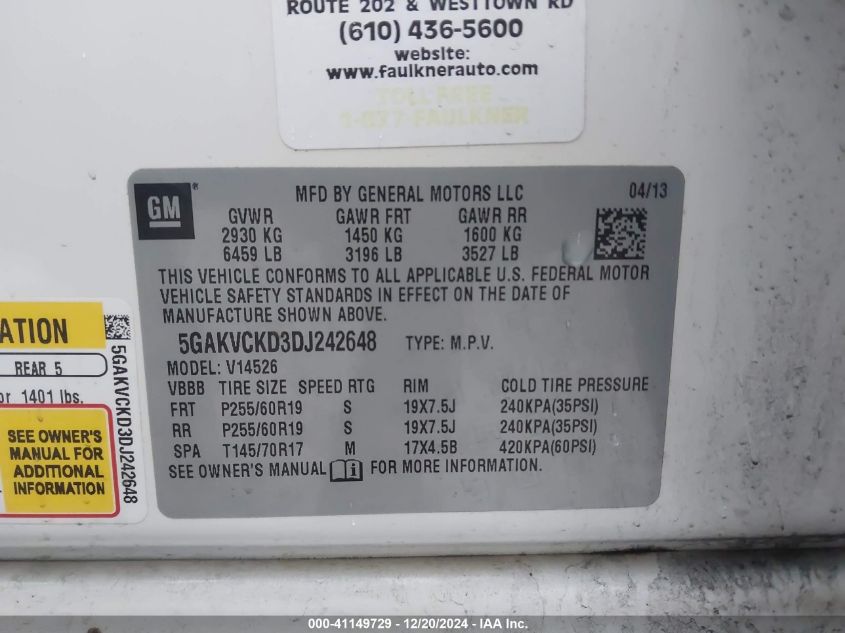 ROUTE 202 & WESTTOWN RD
(610) 436-5600
website:
www.faulknerauto.com
TOLL FREE
1-877-FAULKNER
GM
MFD BY GENERAL MOTORS LLC 04/13
GVWR GAWR FRT GAWR RR
2930 KG 1450 KG 1600 KG
6459 LB 3196 LB 3527 LB
THIS VEHICLE CONFORMS TO ALL APPLICABLE U.S. FEDERAL MOTOR
VEHICLE SAFETY STANDARDS IN EFFECT ON THE DATE OF
MANUFACTURE SHOWN ABOVE.
5GAKVCKD3DJ242648 TYPE: M.P.V.
MODEL: V14526
VBBB TIRE SIZE SPEED RTG RIM COLD TIRE PRESSURE
FRT P255/60R19 S 19X7.5J 240KPA(35PSI)
RR P255/60R19 S 19X7.5J 240KPA(35PSI)
SPA T145/70R17 M 17X4.5B 420KPA(60PSI)
SEE OWNER'S MANUAL i FOR MORE INFORMATION.
ATION
REAR 5
or 1401 lbs.
SEE OWNER'S
MANUAL FOR
ADDITIONAL
INFORMATION
5GAKVCKD3DJ242648
000-41149729 - 12/20/2024 - IAA Inc.